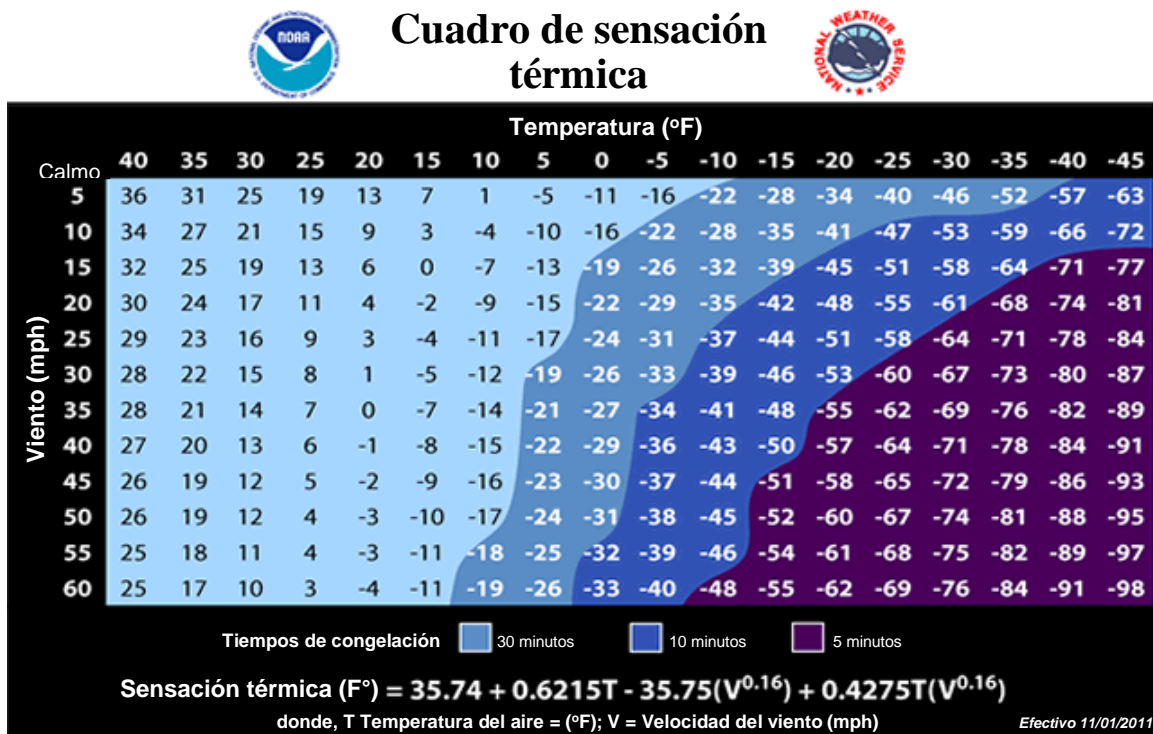 NOAA
NATIONAL WEATHER SERVICE
Cuadro de sensación
térmica
Temperatura (°F)
Calmo 40 35 30 25 20 15 10 5 0 -5 -10 -15 -20 -25 -30 -35 -40 -45
5 36 31 25 19 13 7 1 -5 -11 -16 -22 -28 -34 -40 -46 -52 -57 -63
10 34 27 21 15 9 3 -4 -10 -16 -22 -28 -35 -41 -47 -53 -59 -66 -72
15 32 25 19 13 6 0 -7 -13 -19 -26 -32 -39 -45 -51 -58 -64 -71 -77
20 30 24 17 11 4 -2 -9 -15 -22 -29 -35 -42 -48 -55 -61 -68 -74 -81
25 29 23 16 9 3 -4 -11 -17 -24 -31 -37 -44 -51 -58 -64 -71 -78 -84
30 28 22 15 8 1 -5 -12 -19 -26 -33 -39 -46 -53 -60 -67 -73 -80 -87
35 28 21 14 7 0 -7 -14 -21 -27 -34 -41 -48 -55 -62 -69 -76 -82 -89
40 27 20 13 6 -1 -8 -15 -22 -29 -36 -43 -50 -57 -64 -71 -78 -84 -91
45 26 19 12 5 -2 -9 -16 -23 -30 -37 -44 -51 -58 -65 -72 -79 -86 -93
50 26 19 12 4 -3 -10 -17 -24 -31 -38 -45 -52 -60 -67 -74 -81 -88 -95
55 25 18 11 4 -3 -11 -18 -25 -32 -39 -46 -54 -61 -68 -75 -82 -89 -97
60 25 17 10 3 -4 -11 -19 -26 -33 -40 -48 -55 -62 -69 -76 -84 -91 -98
Viento (mph)
Tiempos de congelación 30 minutos 10 minutos 5 minutos
Sensación térmica (F°) = 35.74 + 0.6215T - 35.75(V^0.16) + 0.4275T(V^0.16)
donde, T Temperatura del aire = (°F); V = Velocidad del viento (mph)
Efectivo 11/01/2011